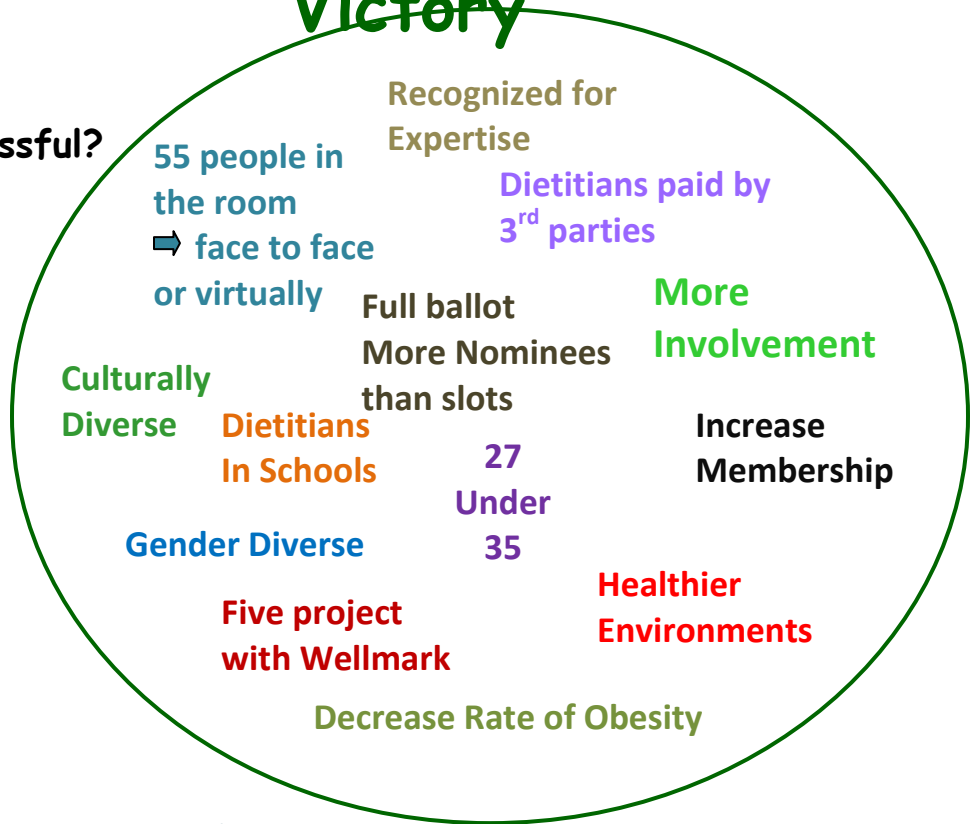 Victory
ssful?
Recognized for
Expertise
55 people in
the room
face to face
or virtually
Dietitians paid by
3rd parties
More
Involvement
Full ballot
More Nominees
than slots
Culturally
Diverse
Dietitians
In Schools
27
Under
35
Increase
Membership
Gender Diverse
Healthier
Environments
Five project
with Wellmark
Decrease Rate of Obesity